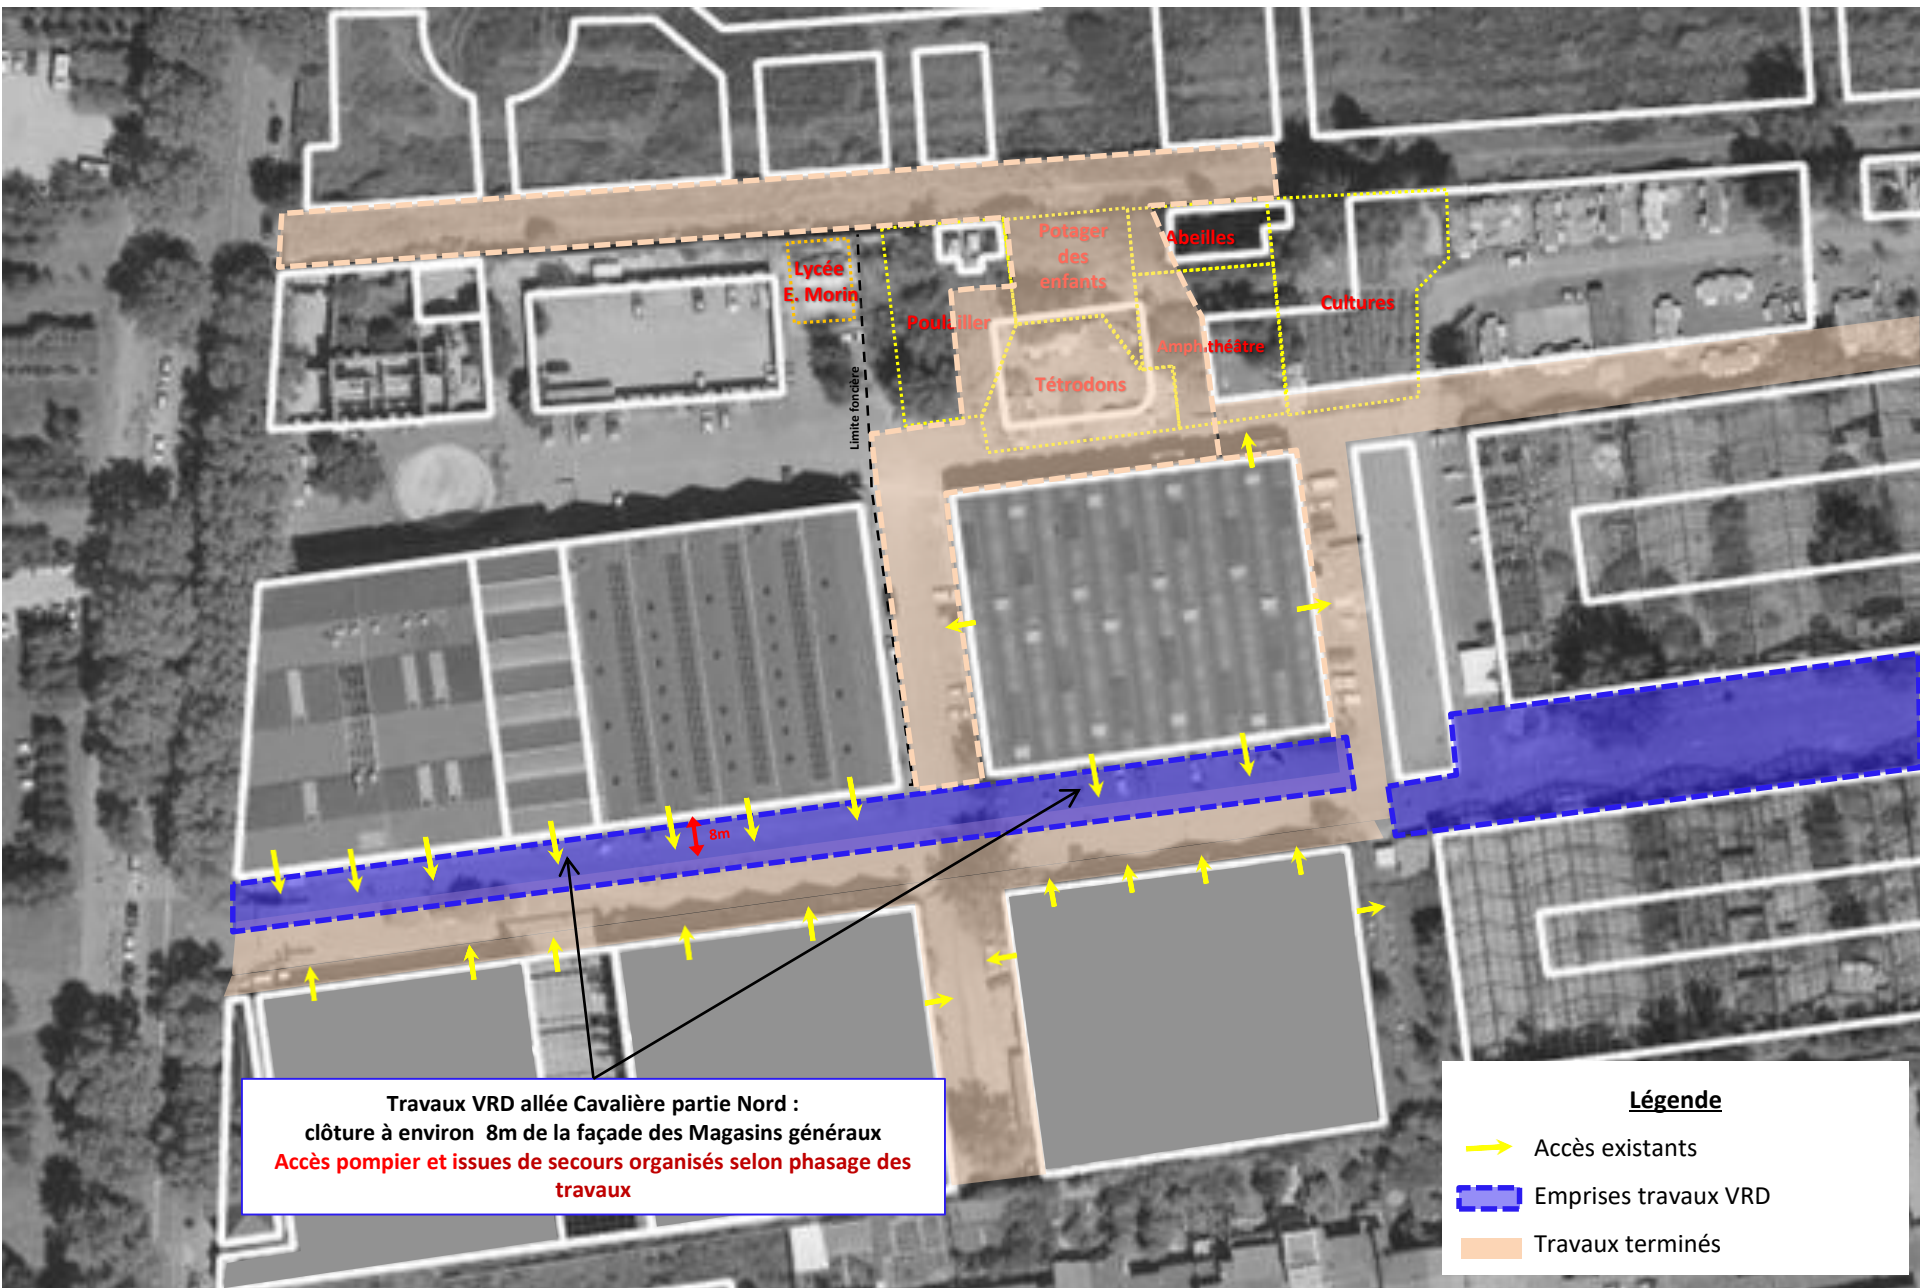 Potager
des
enfants
Abeilles
Lycée
E. Morin
Cultures
Poulailler
Amphithéâtre
Tétrodons
Limite foncière
8m
Travaux VRD allée Cavalière partie Nord :
clôture à environ 8m de la façade des Magasins généraux
Accès pompier et issues de secours organisés selon phasage des
travaux
Légende
Accès existants
Emprises travaux VRD
Travaux terminés